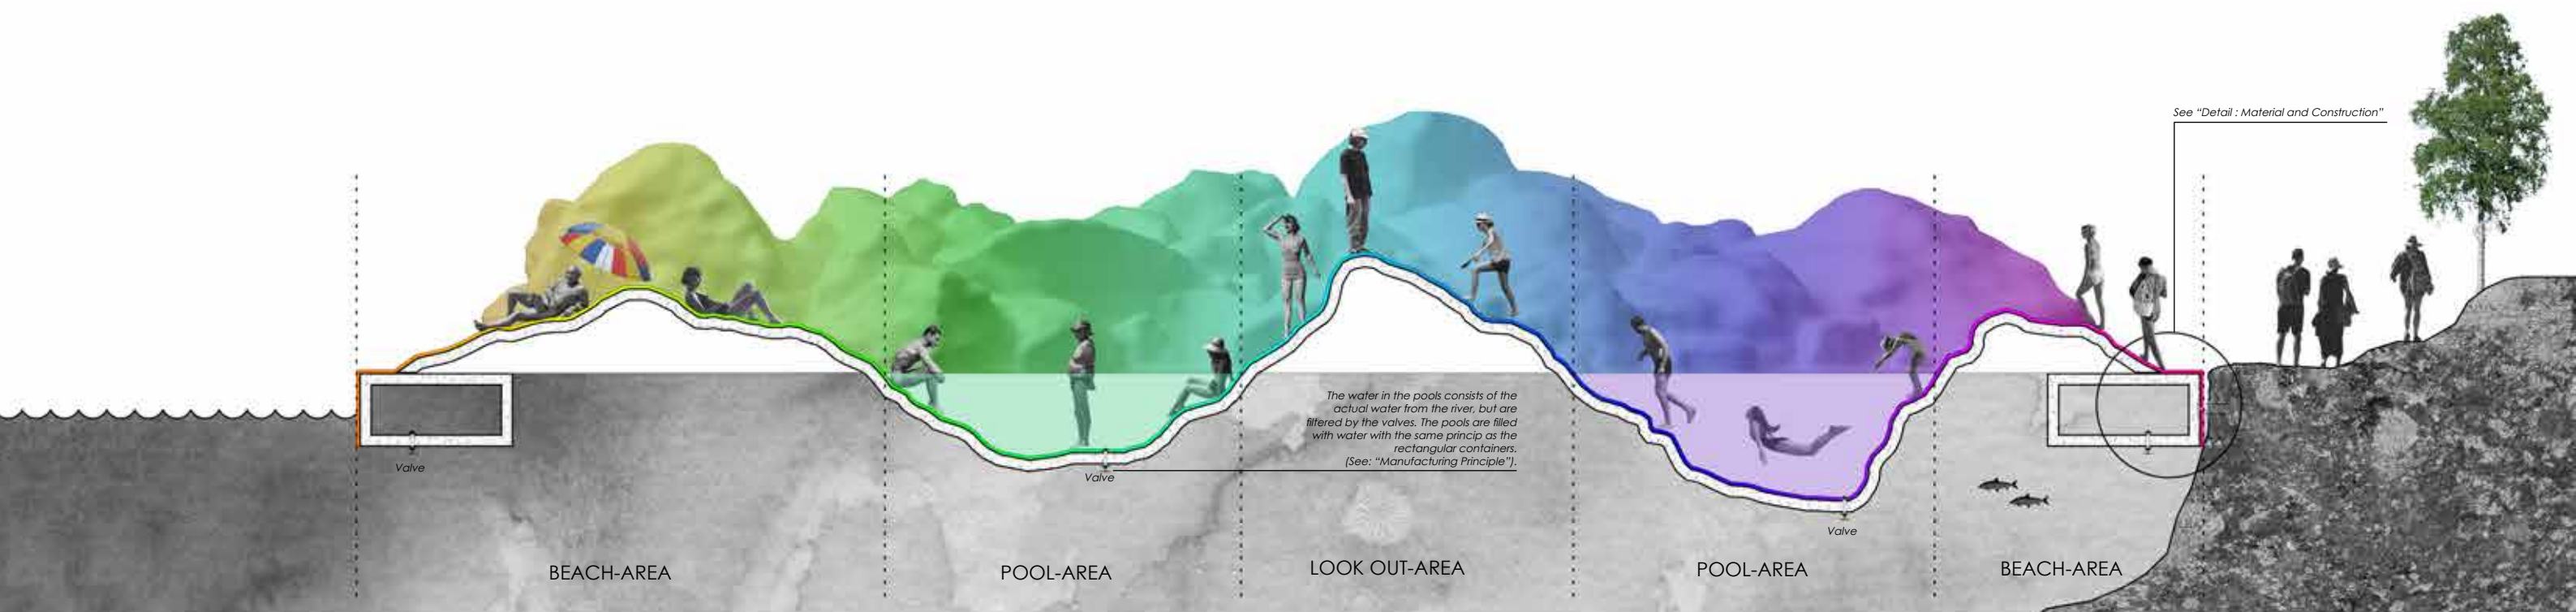 See “Detail : Material and Construction”
The water in the pools consists of the
actual water from the river, but are
filtered by the valves. The pools are filled
with water with the same princip as the
rectangular containers.
(See: “Manufacturing Principle”).
Valve
Valve
Valve
BEACH-AREA
POOL-AREA
LOOK OUT-AREA
POOL-AREA
BEACH-AREA